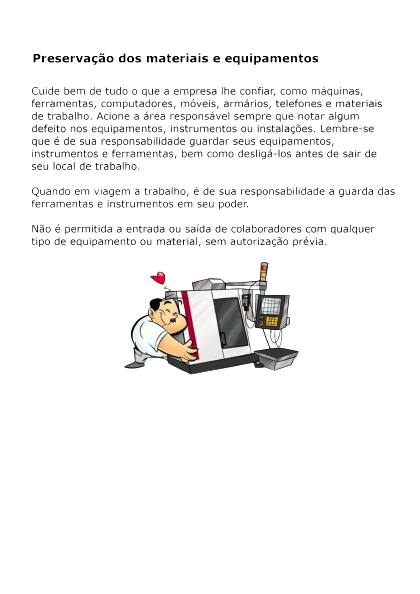 Preservação dos materiais e equipamentos
Cuide bem de tudo o que a empresa lhe confiar, como máquinas,
ferramentas, computadores, móveis, armários, telefones e materiais
de trabalho. Acione a área responsável sempre que notar algum
defeito nos equipamentos, instrumentos ou instalações. Lembre-se
que é de sua responsabilidade guardar seus equipamentos,
instrumentos e ferramentas, bem como desligá-los antes de sair de
seu local de trabalho.
Quando em viagem a trabalho, é de sua responsabilidade a guarda das
ferramentas e instrumentos em seu poder.
Não é permitida a entrada ou saída de colaboradores com qualquer
tipo de equipamento ou material, sem autorização prévia.